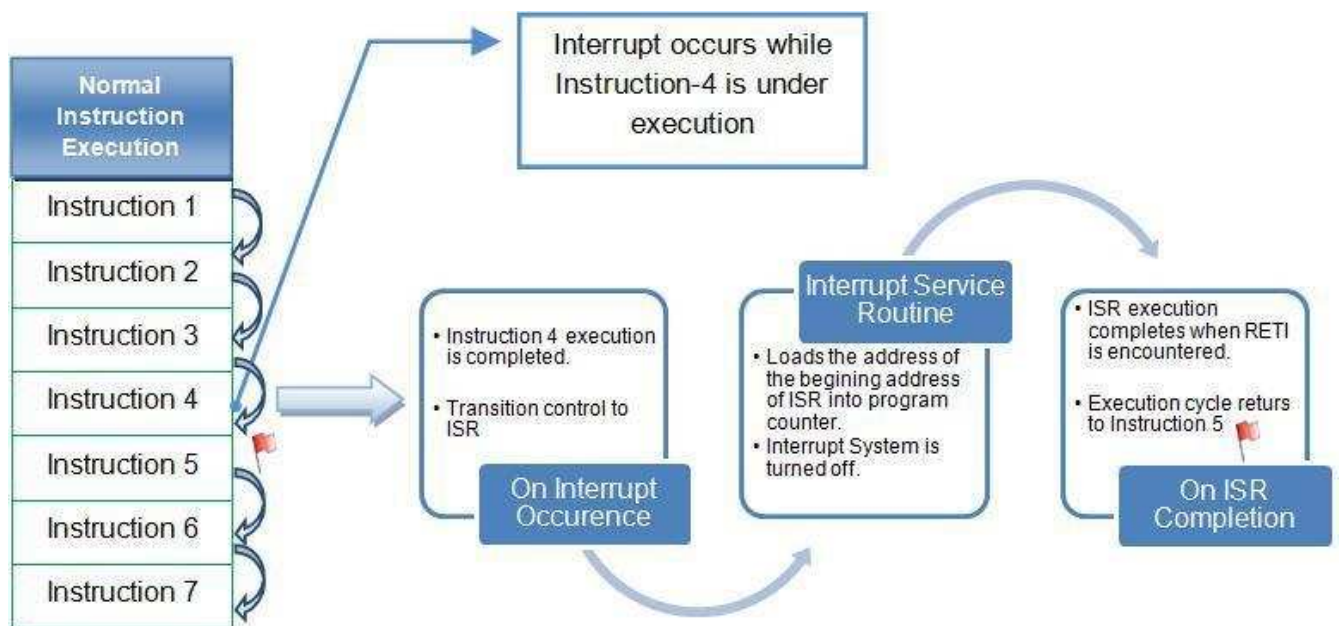 Normal
Instruction
Execution
Instruction 1
Instruction 2
Instruction 3
Instruction 4
Instruction 5
Instruction 6
Instruction 7
Interrupt occurs while
Instruction-4 is under
execution
• Instruction 4 execution
is completed.
• Transition control to
ISR
On Interrupt
Occurence
Interrupt Service
Routine
• Loads the address of
the begining address
of ISR into program
counter.
• Interrupt System is
turned off.
• ISR execution
completes when RETI
is encountered.
• Execution cycle returs
to Instruction 5
On ISR
Completion